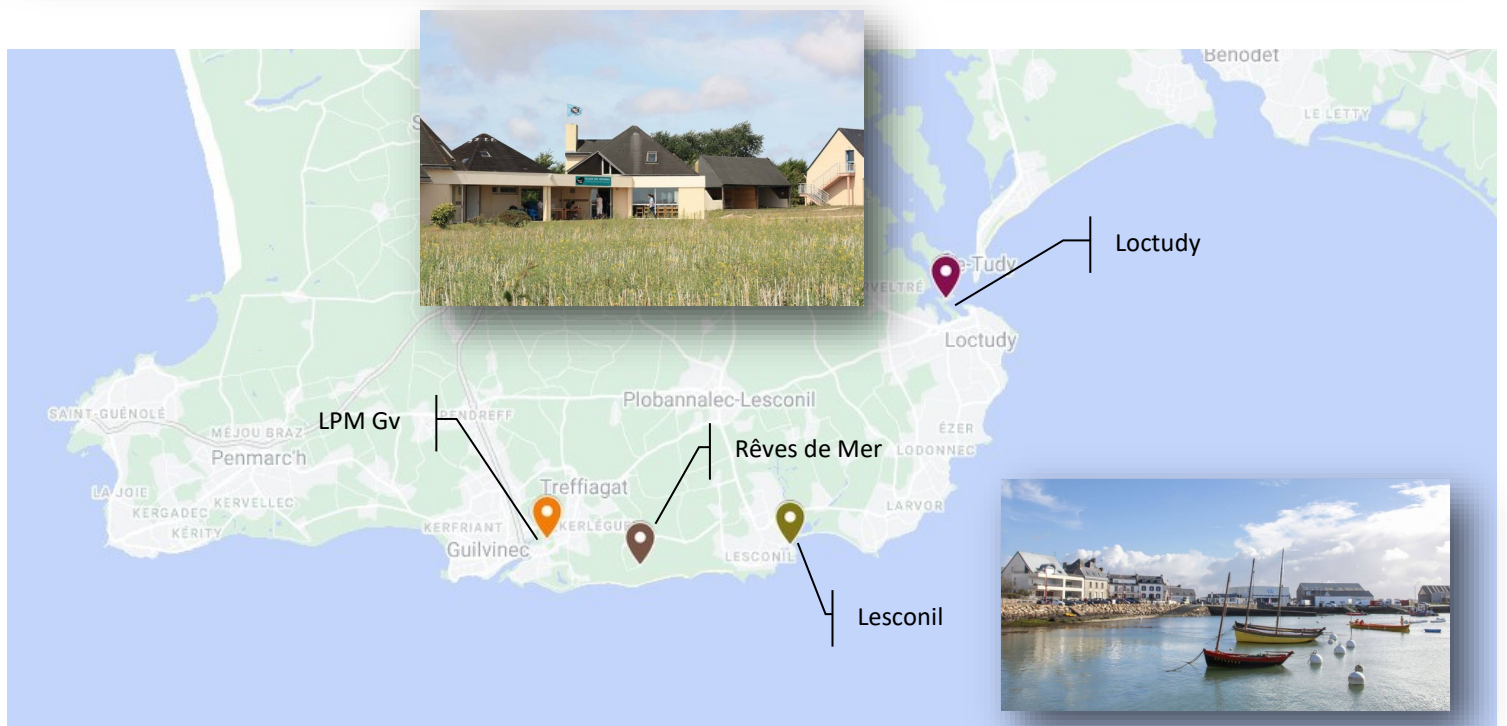 Bénodet
LE LETTY
Loctudy
Loctudy
Plobannalec-Lesconil
SAINT-GUÉNOLÉ
LPM Gv
MÉJOU BRAZ
Penmarc'h
Rêves de Mer
ÉZER
LODONNEC
LA JOIE
KERVELLEC
KERGADEC
KÉRITY
Treffiagat
KERFRIANT
Guilvinec
LESCONIL
LARVOR
Lesconil